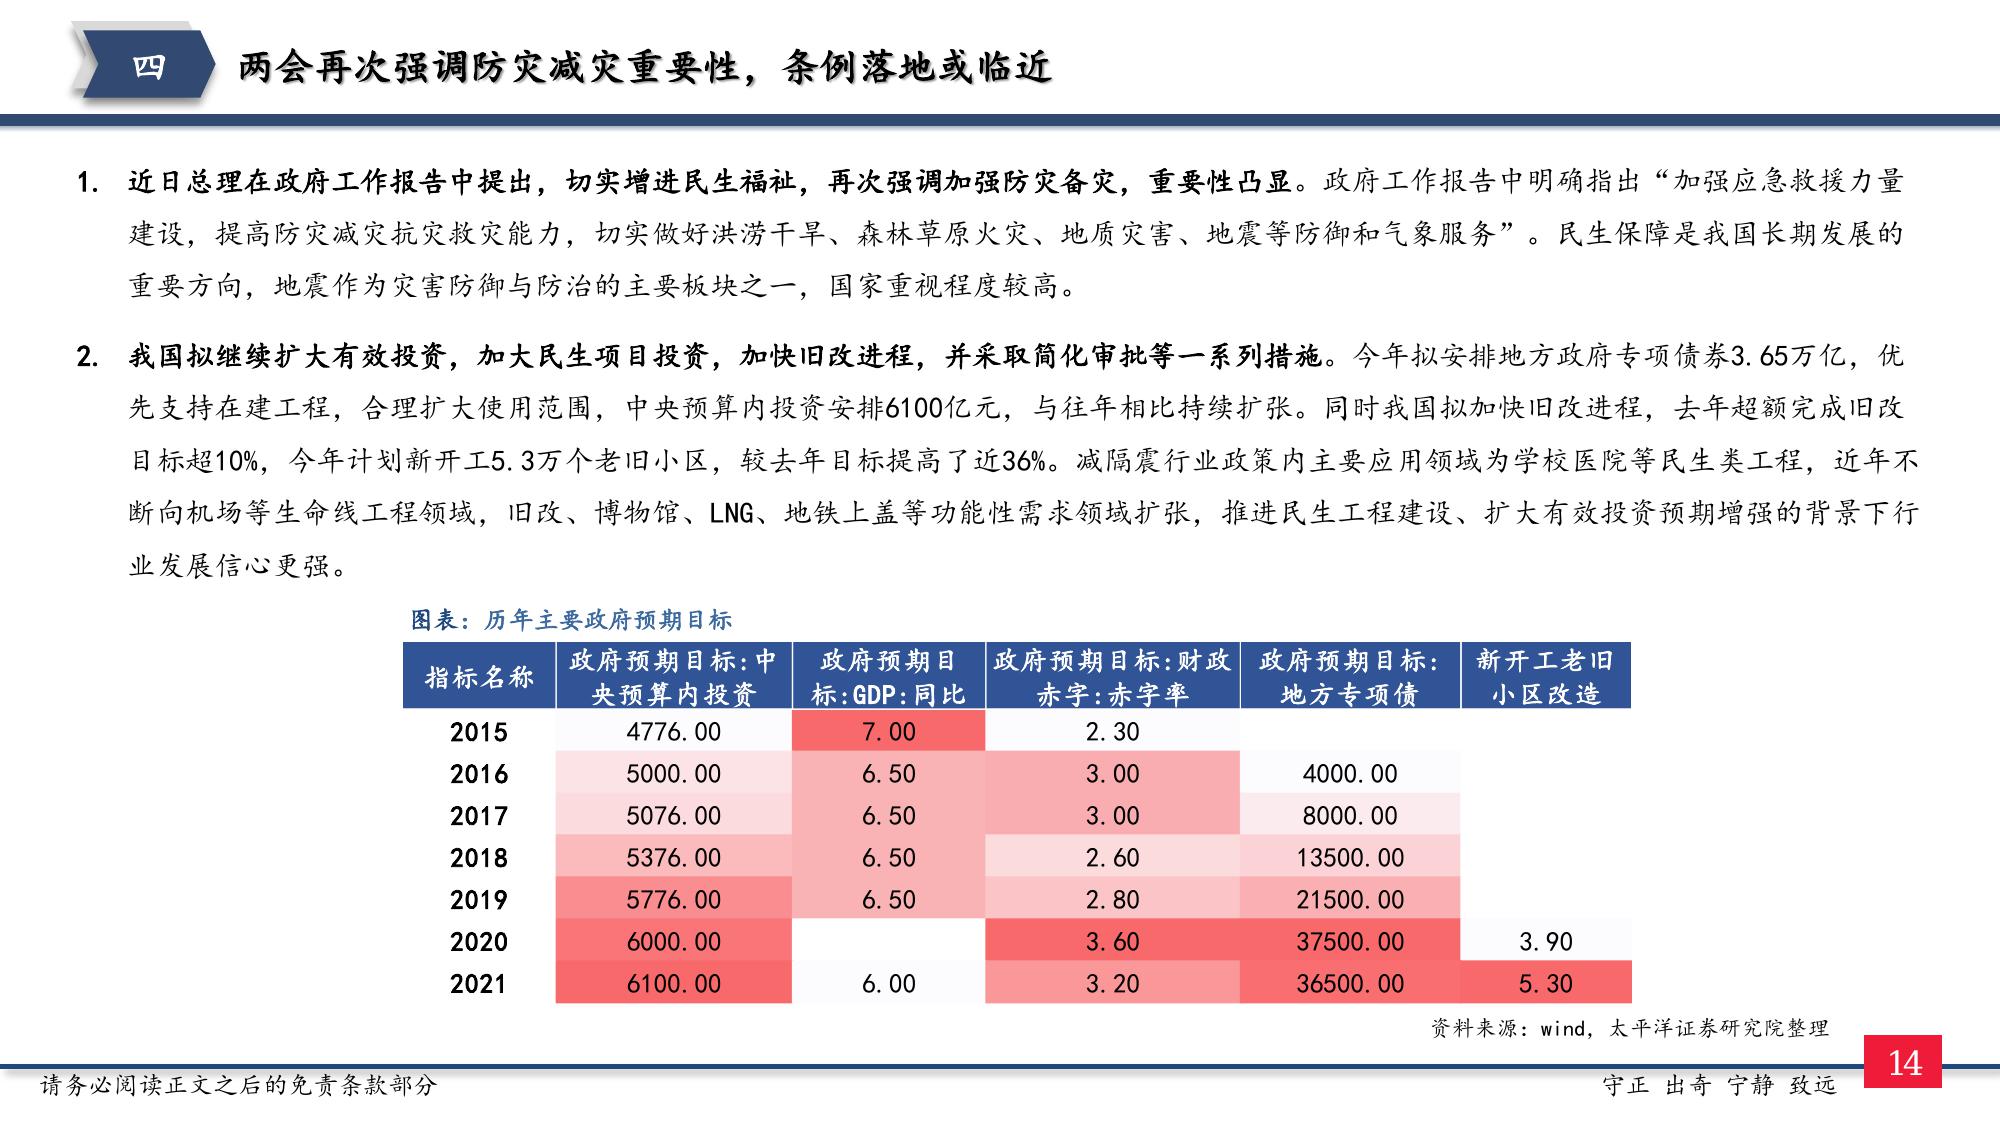 四
两会再次强调防灾减灾重要性，条例落地或临近
1. 近日总理在政府工作报告中提出，切实增进民生福祉，再次强调加强防灾备灾，重要性凸显。政府工作报告中明确指出“加强应急救援力量
建设，提高防灾减灾抗灾救灾能力，切实做好洪涝干旱、森林草原火灾、地质灾害、地震等防御和气象服务”。民生保障是我国长期发展的
重要方向，地震作为灾害防御与防治的主要板块之一，国家重视程度较高。
2. 我国拟继续扩大有效投资，加大民生项目投资，加快旧改进程，并采取简化审批等一系列措施。今年拟安排地方政府专项债券3.65万亿，优
先支持在建工程，合理扩大使用范围，中央预算内投资安排6100亿元，与往年相比持续扩张。同时我国拟加快旧改进程，去年超额完成旧改
目标超10%，今年计划新开工5.3万个老旧小区，较去年目标提高了近36%。减隔震行业政策内主要应用领域为学校医院等民生类工程，近年不
断向机场等生命线工程领域，旧改、博物馆、LNG、地铁上盖等功能性需求领域扩张，推进民生工程建设、扩大有效投资预期增强的背景下行
业发展信心更强。
图表：历年主要政府预期目标
指标名称 政府预期目标:中央预算内投资 政府预期目标:GDP:同比 政府预期目标:财政赤字:赤字率 政府预期目标:地方专项债 新开工老旧小区改造
2015 4776.00 7.00 2.30
2016 5000.00 6.50 3.00 4000.00
2017 5076.00 6.50 3.00 8000.00
2018 5376.00 6.50 2.60 13500.00
2019 5776.00 6.50 2.80 21500.00
2020 6000.00 3.60 37500.00 3.90
2021 6100.00 6.00 3.20 36500.00 5.30
资料来源：wind，太平洋证券研究院整理
14
请务必阅读正文之后的免责条款部分
守正 出奇 宁静 致远